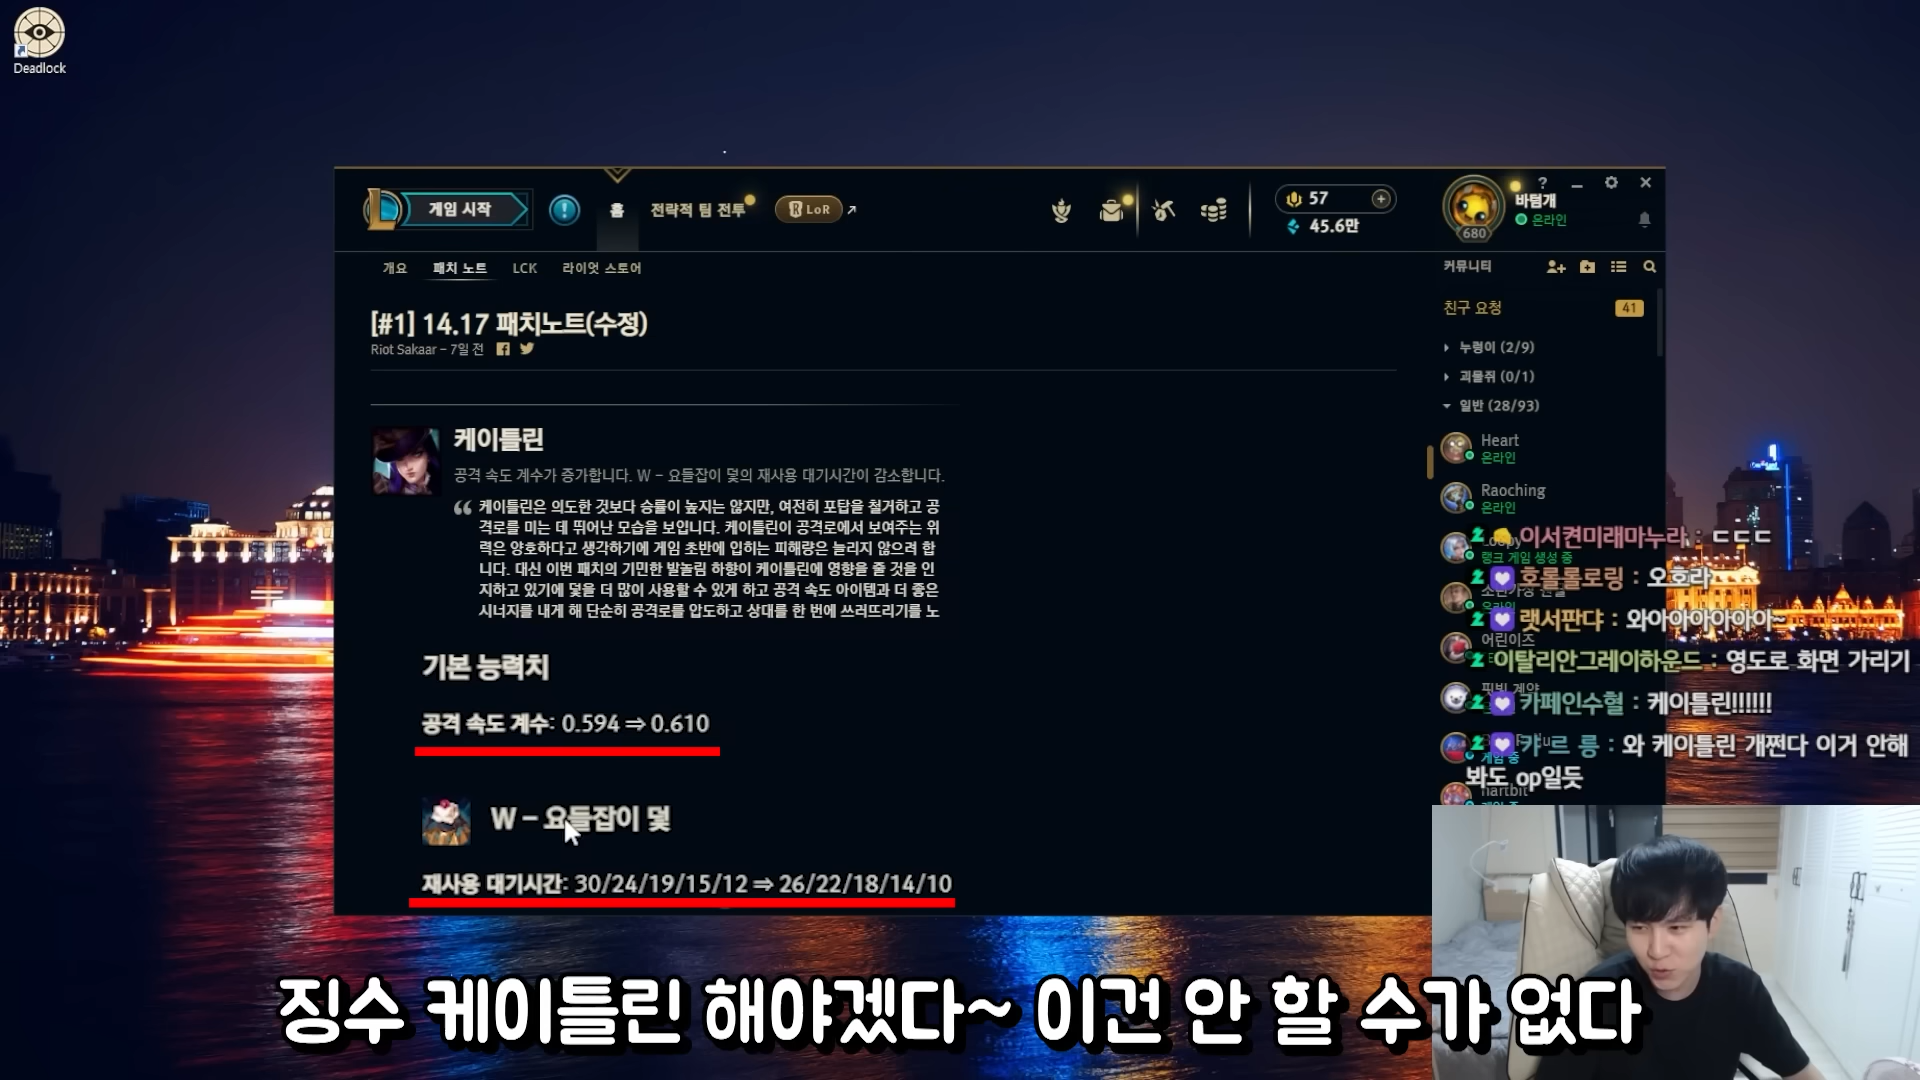 Deadlock
게임 시작
홈
전략적 팀 전투
LoR
57
45.6만
바텀개
온라인
680
개요
패치 노트
LCK
라이엇 스토어
커뮤니티
[#1] 14.17 패치노트(수정)
Riot Sakaar – 7일 전
친구 요청
41
누렁이 (2/9)
괴물쥐 (0/1)
일반 (28/93)
Heart
온라인
Raoching
온라인
랭크 게임 생성 중
케이틀린
공격 속도 계수가 증가합니다. W – 요들잡이 덫의 재사용 대기시간이 감소합니다.
케이틀린은 의도한 것보다 승률이 높지는 않지만, 여전히 포탑을 철거하고 공
격로를 미는 데 뛰어난 모습을 보입니다. 케이틀린이 공격로에서 보여주는 위
력은 양호하다고 생각하기에 게임 초반에 입히는 피해량은 늘리지 않으려 합
니다. 대신 이번 패치의 기민한 발놀림 하향이 케이틀린에 영향을 줄 것을 인
지하고 있기에 덫을 더 많이 사용할 수 있게 하고 공격 속도 아이템과 더 좋은
시너지를 내게 해 단순히 공격로를 압도하고 상대를 한 번에 쓰러뜨리기를 노
기본 능력치
공격 속도 계수: 0.594 ⇒ 0.610
W – 요들잡이 덫
재사용 대기시간: 30/24/19/15/12 ⇒ 26/22/18/14/10
이서켠미래마누라 : ㄷㄷㄷ
호롤롤로링 : 오호라
랫서판댜 : 와아아아아아아~
어린이즈
이탈리안그레이하운드 : 영도로 화면 가리기
카페인수혈 : 케이틀린!!!!!!
캬르릉 : 와 케이틀린 개쩐다 이거 안해
봐도 op일듯
hartbit
징수 케이틀린 해야겠다~ 이건 안 할 수가 없다